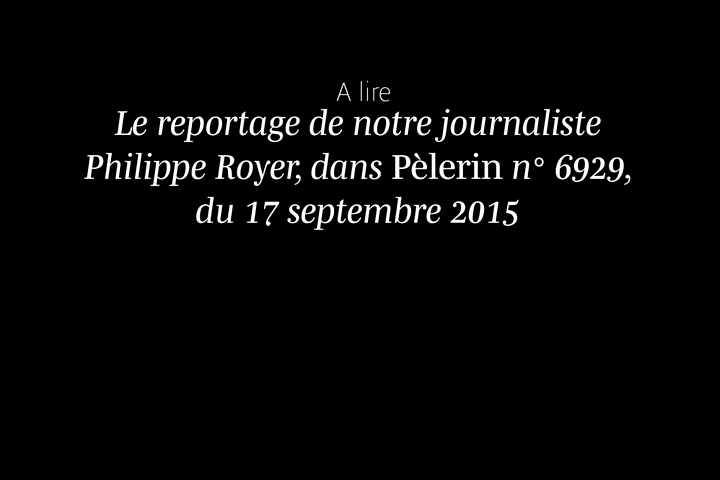 A lire
Le reportage de notre journaliste
Philippe Royer, dans Pèlerin n° 6929,
du 17 septembre 2015